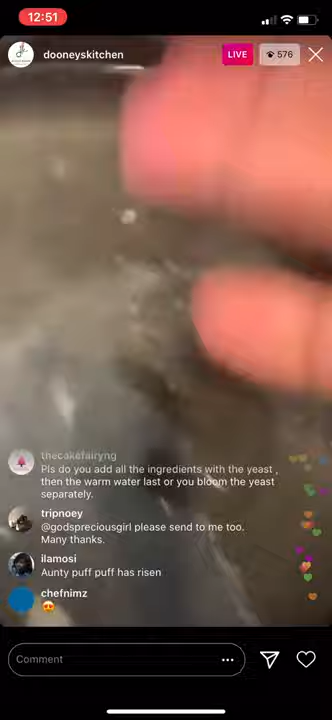 12:51
dooneyskitchen
LIVE
576
thecakefairyng
Pls do you add all the ingredients with the yeast ,
then the warm water last or you bloom the yeast
separately.
tripnoey
@godspreciousgirl please send to me too.
Many thanks.
ilamosi
Aunty puff puff has risen
chefnimz
😍
Comment